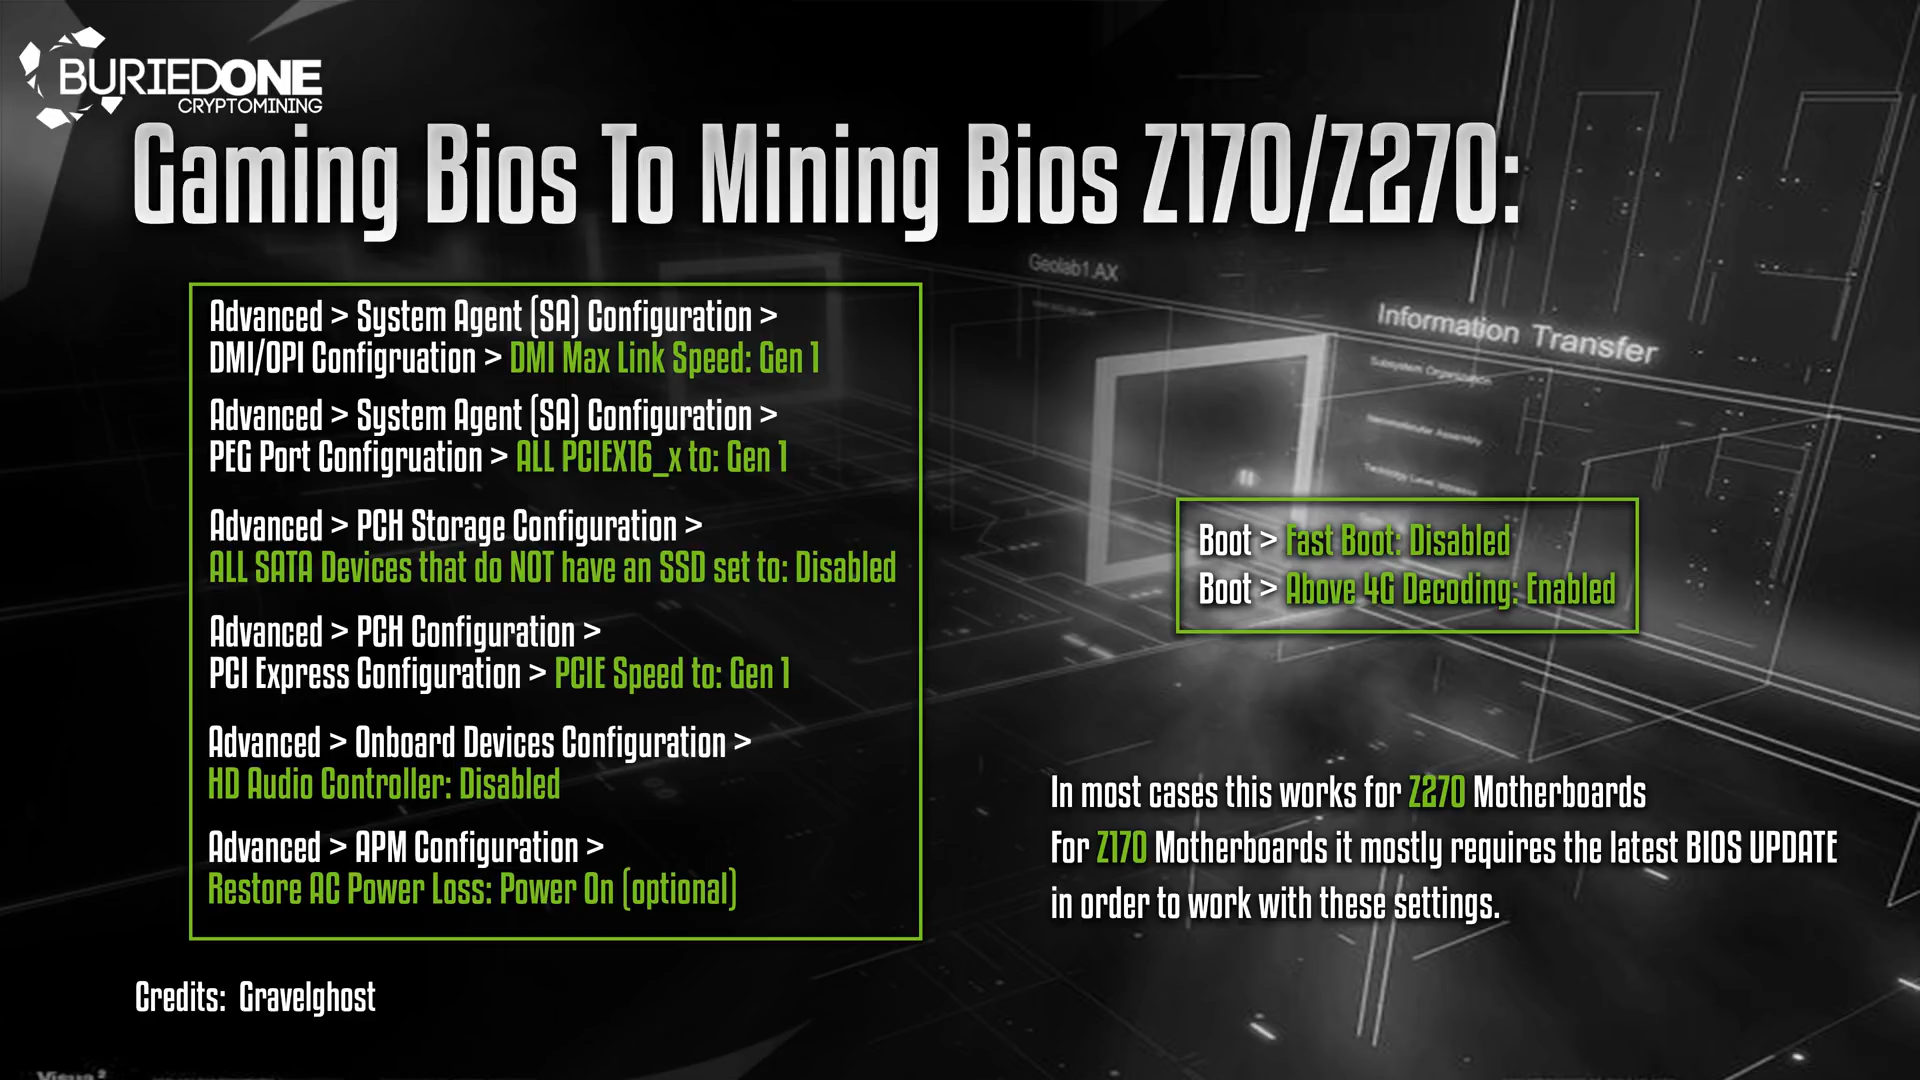 BURIEDONE
CRYPTOMINING
Gaming Bios To Mining Bios Z170/Z270:
Geolab1.AX
Information Transfer
Subsystem Organization
Advanced > System Agent (SA) Configuration >
DMI/OPI Configruation > DMI Max Link Speed: Gen 1
Advanced > System Agent (SA) Configuration >
PEG Port Configruation > ALL PCIEX16_x to: Gen 1
Advanced > PCH Storage Configuration >
ALL SATA Devices that do NOT have an SSD set to: Disabled
Advanced > PCH Configuration >
PCI Express Configuration > PCIE Speed to: Gen 1
Advanced > Onboard Devices Configuration >
HD Audio Controller: Disabled
Advanced > APM Configuration >
Restore AC Power Loss: Power On (optional)
Boot > Fast Boot: Disabled
Boot > Above 4G Decoding: Enabled
In most cases this works for Z270 Motherboards
For Z170 Motherboards it mostly requires the latest BIOS UPDATE
in order to work with these settings.
Credits: Gravelghost